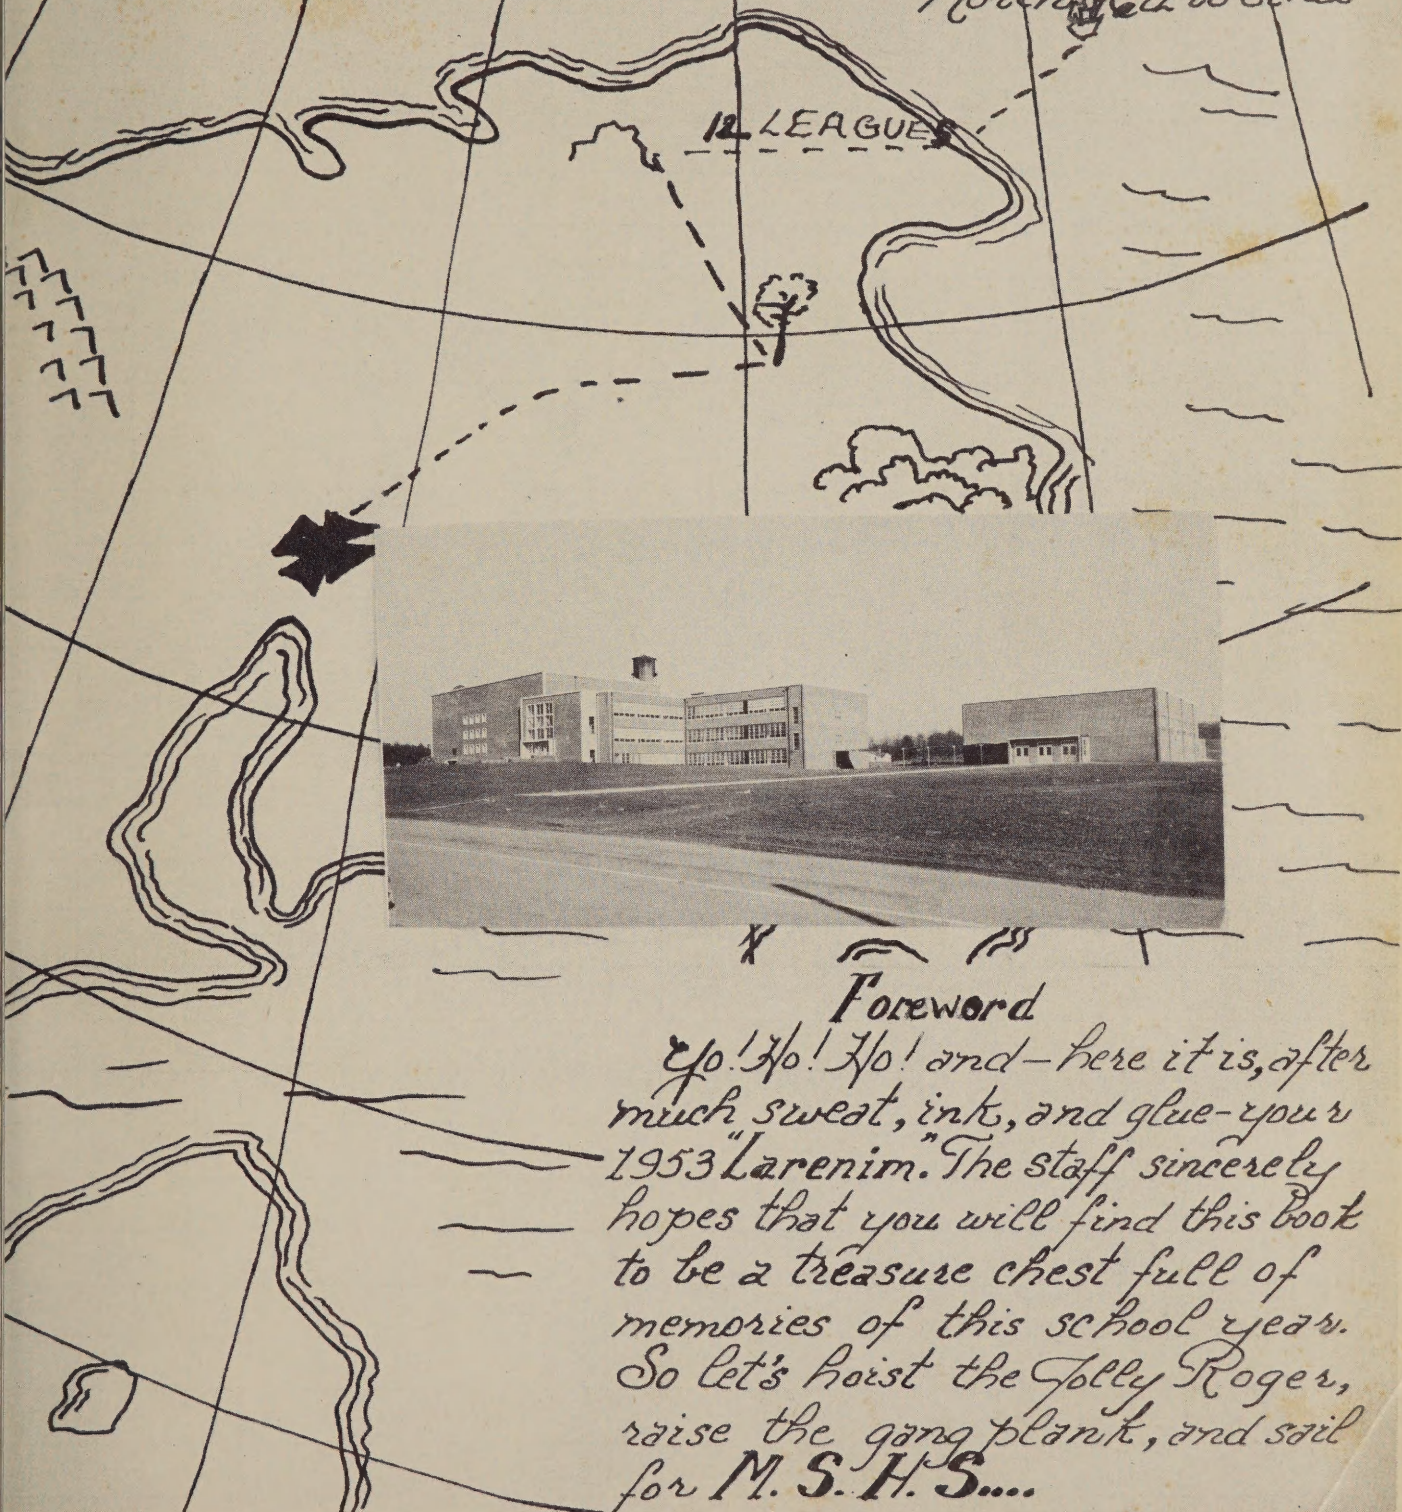 12 LEAGUES
Foreword
Yo! Ho! Ho! and—here it is, after
much sweat, ink, and glue—your
1953 "Larenim." The staff sincerely
hopes that you will find this book
to be a treasure chest full of
memories of this school year.
So let's hoist the Jolly Roger,
raise the gang plank, and sail
for M. S. H. S....